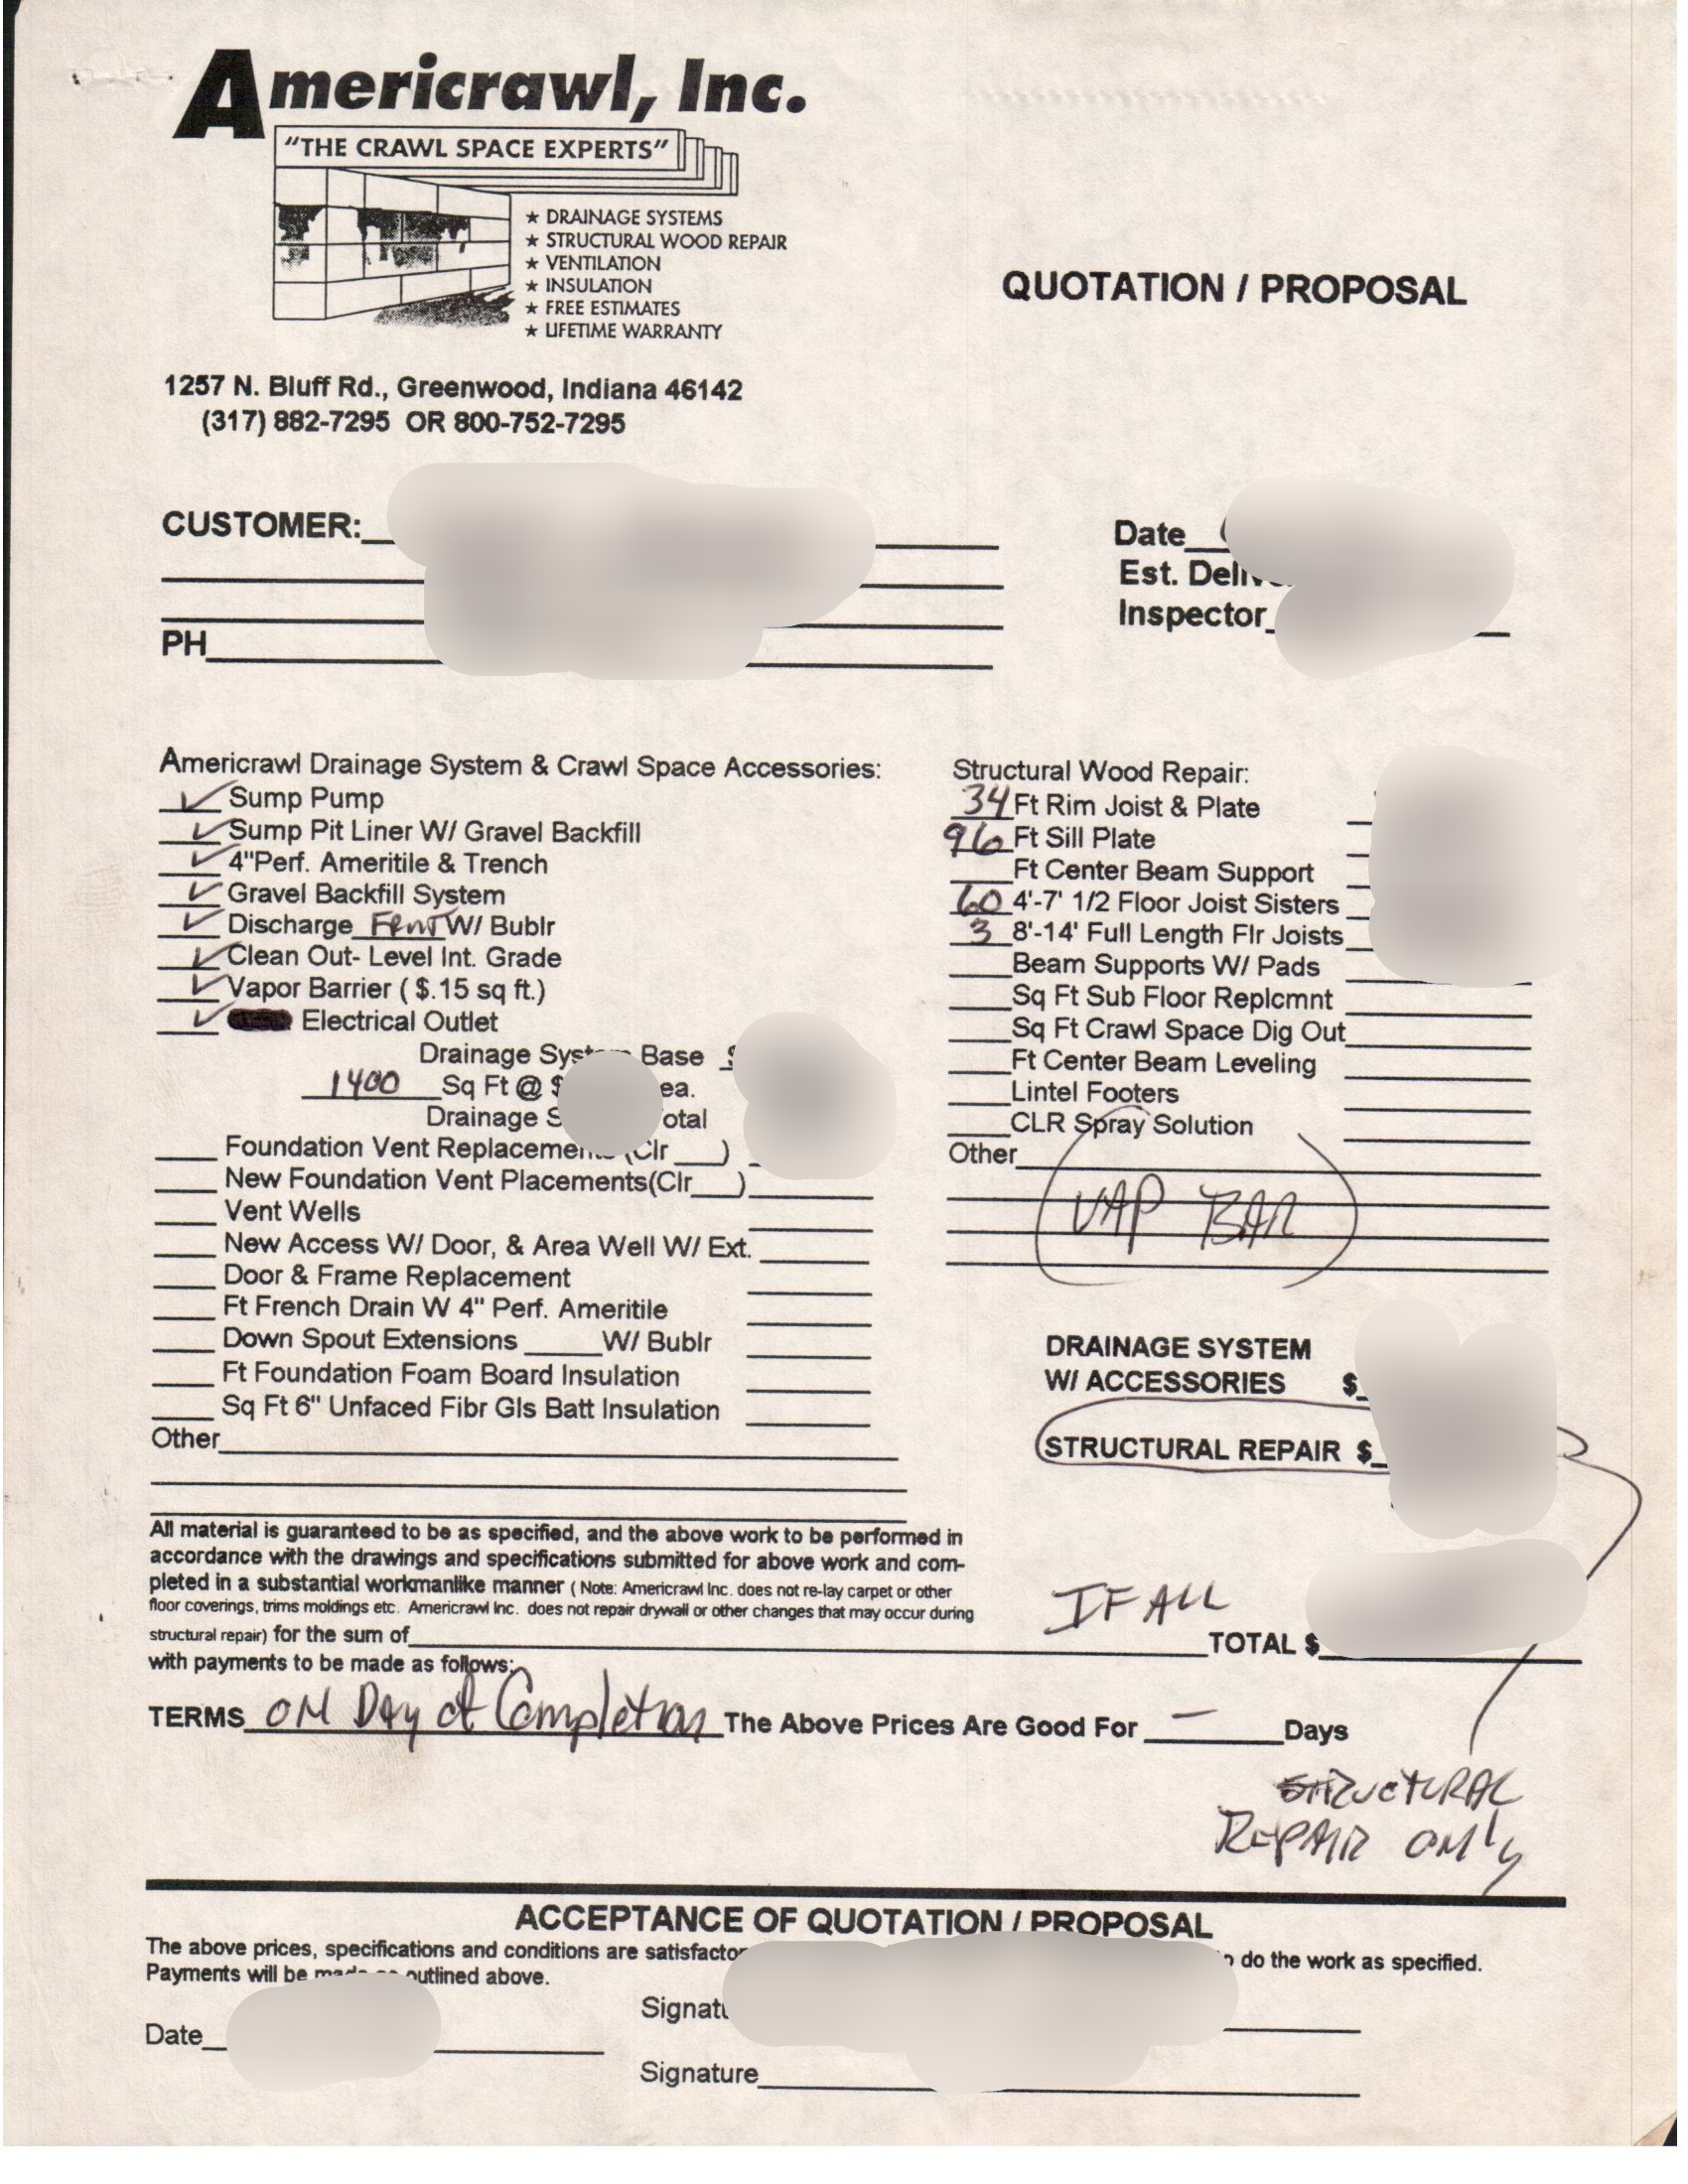 Americrawl, Inc.
"THE CRAWL SPACE EXPERTS"
★ DRAINAGE SYSTEMS
★ STRUCTURAL WOOD REPAIR
★ VENTILATION
★ INSULATION
★ FREE ESTIMATES
★ LIFETIME WARRANTY
QUOTATION / PROPOSAL
1257 N. Bluff Rd., Greenwood, Indiana 46142
(317) 882-7295 OR 800-752-7295
CUSTOMER:
PH
Date
Est.
Inspector
Americrawl Drainage System & Crawl Space Accessories:
✓ Sump Pump
✓ Sump Pit Liner W/ Gravel Backfill
✓ 4"Perf. Ameritile & Trench
✓ Gravel Backfill System
✓ Discharge FRNT W/ Bublr
✓ Clean Out- Level Int. Grade
✓ Vapor Barrier ( $.15 sq ft.)
✓ Electrical Outlet
Drainage System Base $
1400 Sq Ft @ $ ea.
Drainage
Foundation Vent Replacement (Clr ___)
New Foundation Vent Placements(Clr___)
Vent Wells
New Access W/ Door, & Area Well W/ Ext.
Door & Frame Replacement
Ft French Drain W 4" Perf. Ameritile
Down Spout Extensions _____ W/ Bublr
Ft Foundation Foam Board Insulation
Sq Ft 6" Unfaced Fibr Gls Batt Insulation
Other
Structural Wood Repair:
34 Ft Rim Joist & Plate
96 Ft Sill Plate
Ft Center Beam Support
60 4'-7' 1/2 Floor Joist Sisters
3 8'-14' Full Length Flr Joists
Beam Supports W/ Pads
Sq Ft Sub Floor Replcmnt
Sq Ft Crawl Space Dig Out
Ft Center Beam Leveling
Lintel Footers
CLR Spray Solution
Other
VAP BAR
DRAINAGE SYSTEM
W/ ACCESSORIES $
STRUCTURAL REPAIR $
All material is guaranteed to be as specified, and the above work to be performed in
accordance with the drawings and specifications submitted for above work and com-
pleted in a substantial workmanlike manner ( Note: Americrawl Inc. does not re-lay carpet or other
floor coverings, trims moldings etc. Americrawl Inc. does not repair drywall or other changes that may occur during
structural repair) for the sum of
IF ALL
TOTAL $
with payments to be made as follows:
TERMS ON Day of Completion The Above Prices Are Good For — Days
STRUCTURAL
REPAIR ONLY
ACCEPTANCE OF QUOTATION / PROPOSAL
The above prices, specifications and conditions are do the work as specified.
Payments will be outlined above.
Date
Signature